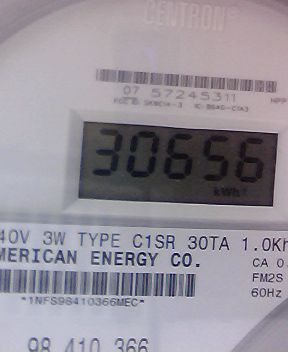 CENTRON®
07 57245311
30656
kWh
40V 3W TYPE C1SR 30TA 1.0Kh
MERICAN ENERGY CO.
CA 0.
FM2S
60Hz
*1NFS98410366MEC*
98 410 366